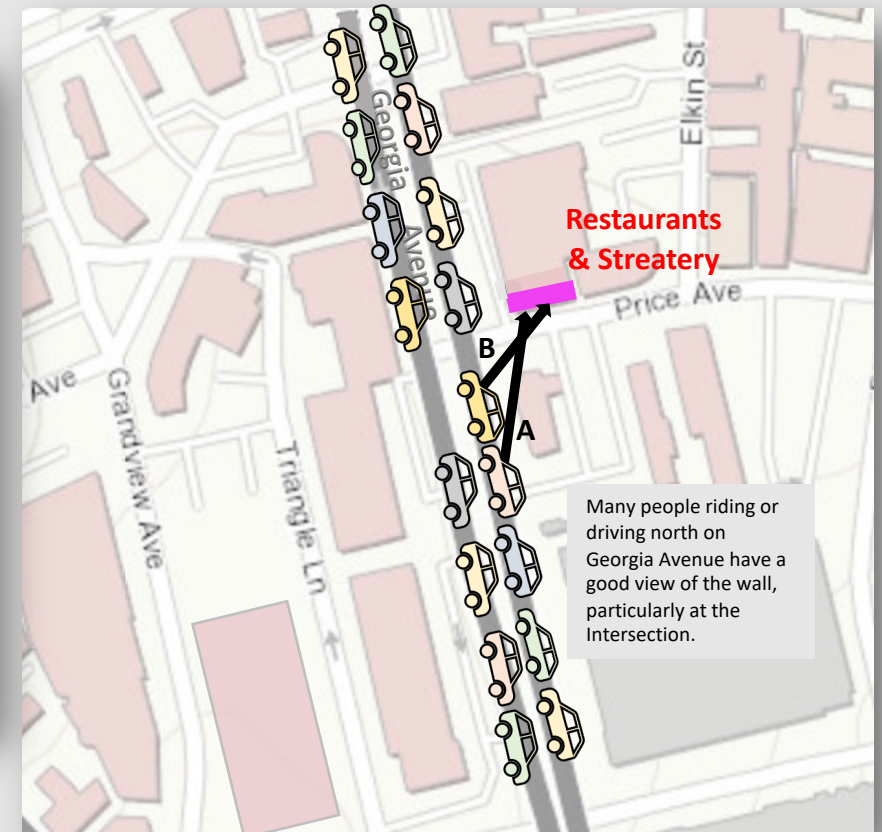 Georgia
Avenue
Elkin St
Restaurants
& Streatery
Price Ave
B
A
Ave
Grandview Ave
Triangle Ln
Many people riding or
driving north on
Georgia Avenue have a
good view of the wall,
particularly at the
Intersection.